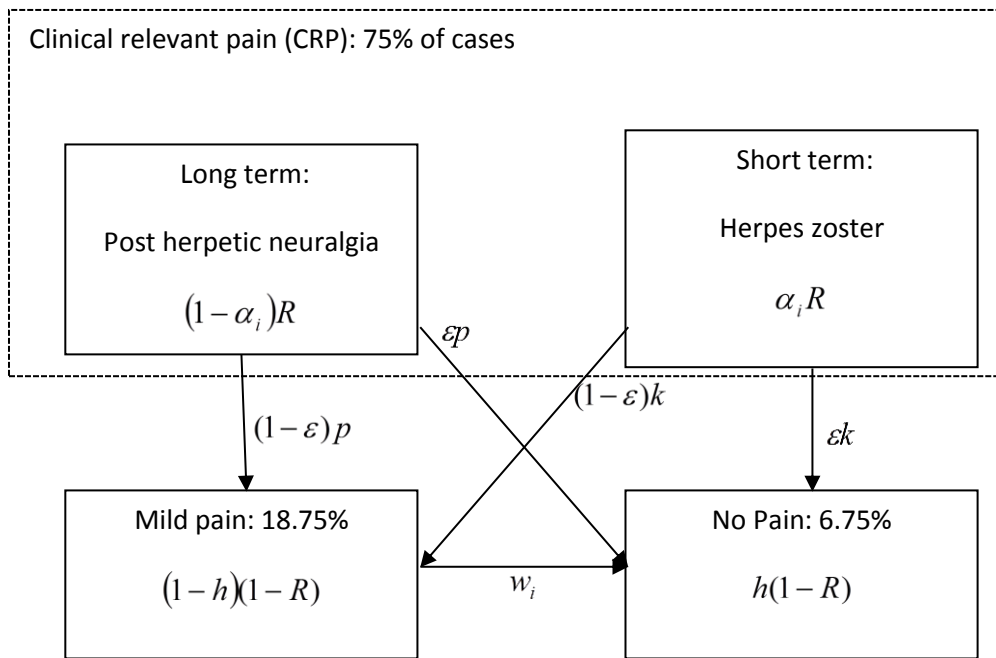 Clinical relevant pain (CRP): 75% of cases
Long term:
Post herpetic neuralgia
(1 − α_i)R
Short term:
Herpes zoster
α_i R
εp
(1 − ε)k
(1 − ε)p
εk
Mild pain: 18.75%
(1 − h)(1 − R)
w_i
No Pain: 6.75%
h(1 − R)